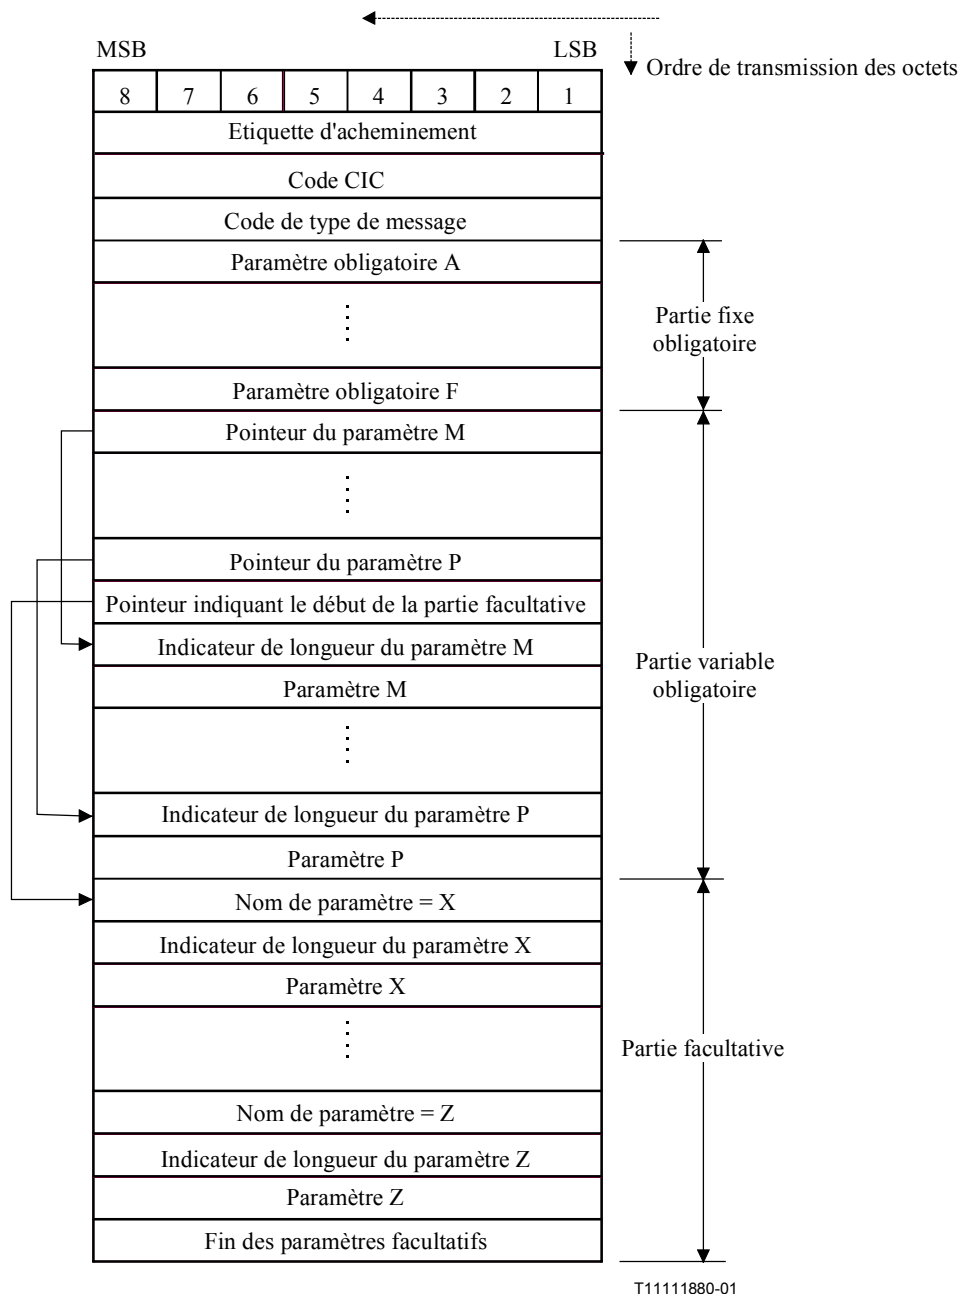 MSB LSB
Ordre de transmission des octets
8 7 6 5 4 3 2 1
Etiquette d'acheminement
Code CIC
Code de type de message
Paramètre obligatoire A
Partie fixe
obligatoire
Paramètre obligatoire F
Pointeur du paramètre M
Pointeur du paramètre P
Pointeur indiquant le début de la partie facultative
Indicateur de longueur du paramètre M
Partie variable
obligatoire
Paramètre M
Indicateur de longueur du paramètre P
Paramètre P
Nom de paramètre = X
Indicateur de longueur du paramètre X
Paramètre X
Partie facultative
Nom de paramètre = Z
Indicateur de longueur du paramètre Z
Paramètre Z
Fin des paramètres facultatifs
T11111880-01